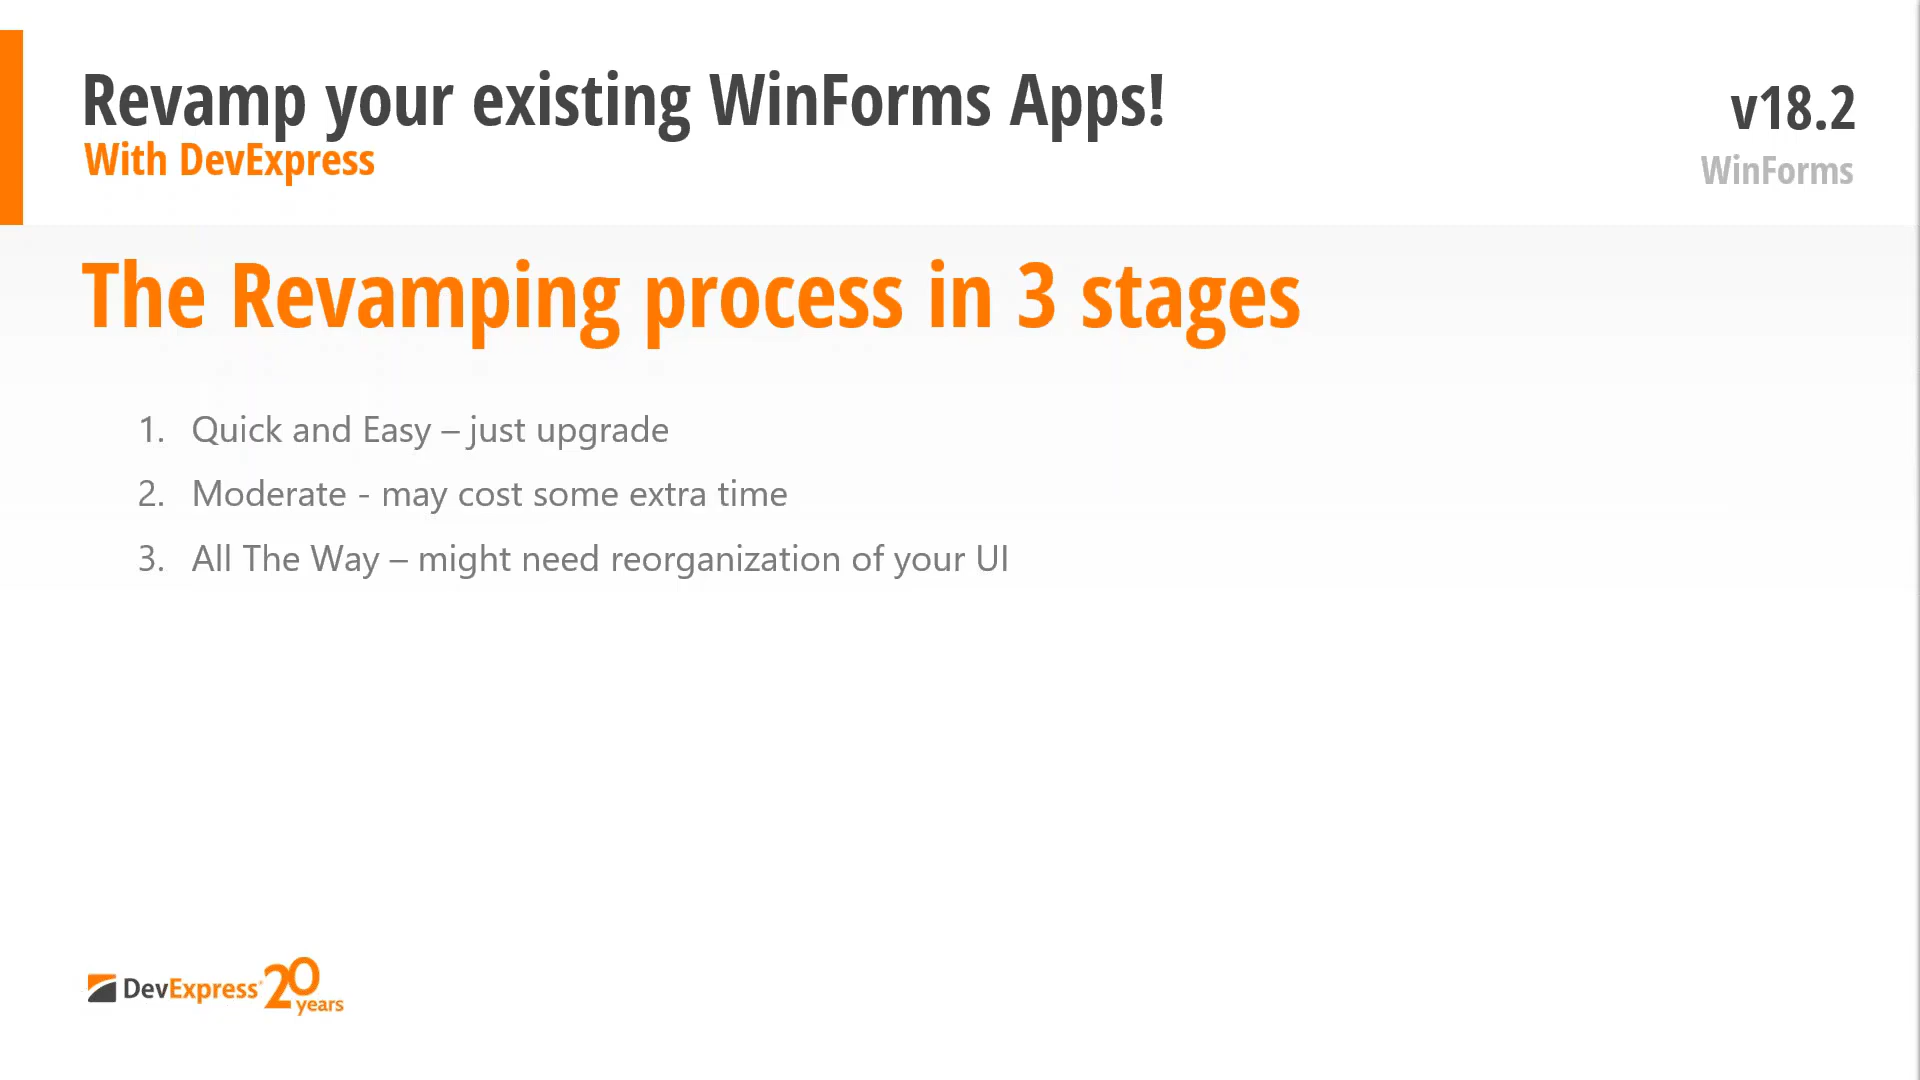 Revamp your existing WinForms Apps!
With DevExpress
v18.2
WinForms
The Revamping process in 3 stages
1. Quick and Easy – just upgrade
2. Moderate - may cost some extra time
3. All The Way – might need reorganization of your UI
DevExpress 20 years